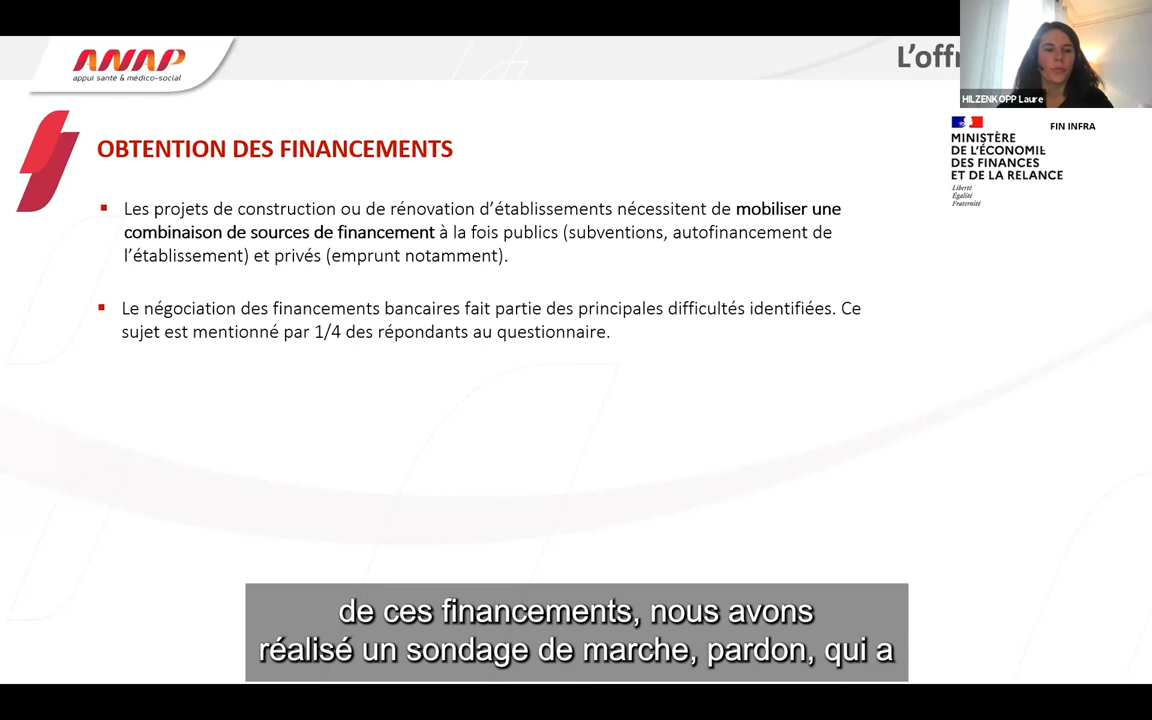 ANAP
appui santé & médico-social
L'offr
HILZENKOPP Laure
FIN INFRA
MINISTÈRE
DE L'ÉCONOMIE
DES FINANCES
ET DE LA RELANCE
Liberté
Égalité
Fraternité
OBTENTION DES FINANCEMENTS
Les projets de construction ou de rénovation d'établissements nécessitent de mobiliser une
combinaison de sources de financement à la fois publics (subventions, autofinancement de
l'établissement) et privés (emprunt notamment).
Le négociation des financements bancaires fait partie des principales difficultés identifiées. Ce
sujet est mentionné par 1/4 des répondants au questionnaire.
de ces financements, nous avons
réalisé un sondage de marche, pardon, qui a